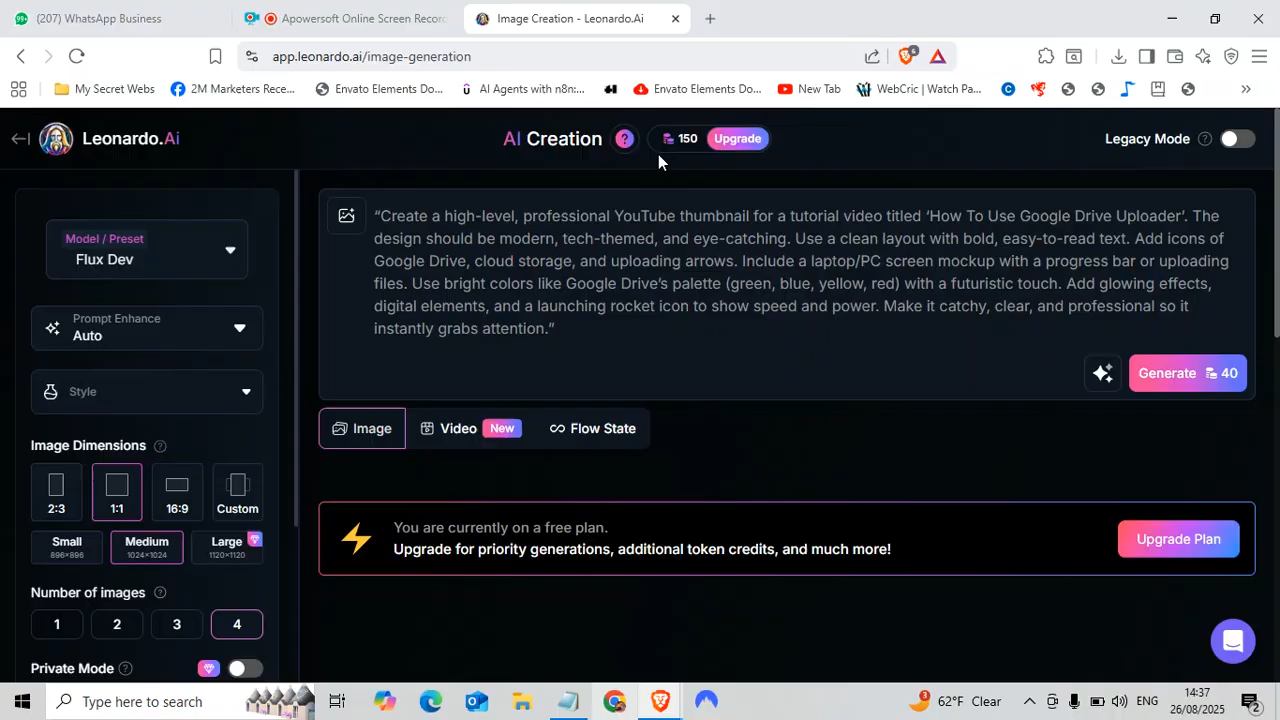 99+ (207) WhatsApp Business
Apowersoft Online Screen Recor
Image Creation - Leonardo.Ai
app.leonardo.ai/image-generation
6
My Secret Webs
2M Marketers Rece...
Envato Elements Do...
AI Agents with n8n:...
Envato Elements Do...
New Tab
WebCric | Watch Pa...
Leonardo.Ai
AI Creation ? 150 Upgrade
Legacy Mode ?
Model / Preset
Flux Dev
Prompt Enhance
Auto
Style
Image Dimensions ?
2:3 1:1 16:9 Custom
Small Medium Large
896×896 1024×1024 1120×1120
Number of images ?
1 2 3 4
Private Mode ?
“Create a high-level, professional YouTube thumbnail for a tutorial video titled ‘How To Use Google Drive Uploader’. The
design should be modern, tech-themed, and eye-catching. Use a clean layout with bold, easy-to-read text. Add icons of
Google Drive, cloud storage, and uploading arrows. Include a laptop/PC screen mockup with a progress bar or uploading
files. Use bright colors like Google Drive’s palette (green, blue, yellow, red) with a futuristic touch. Add glowing effects,
digital elements, and a launching rocket icon to show speed and power. Make it catchy, clear, and professional so it
instantly grabs attention.”
Generate 40
Image Video New Flow State
You are currently on a free plan.
Upgrade for priority generations, additional token credits, and much more!
Upgrade Plan
Type here to search
3 62°F Clear
ENG
14:37
26/08/2025
2